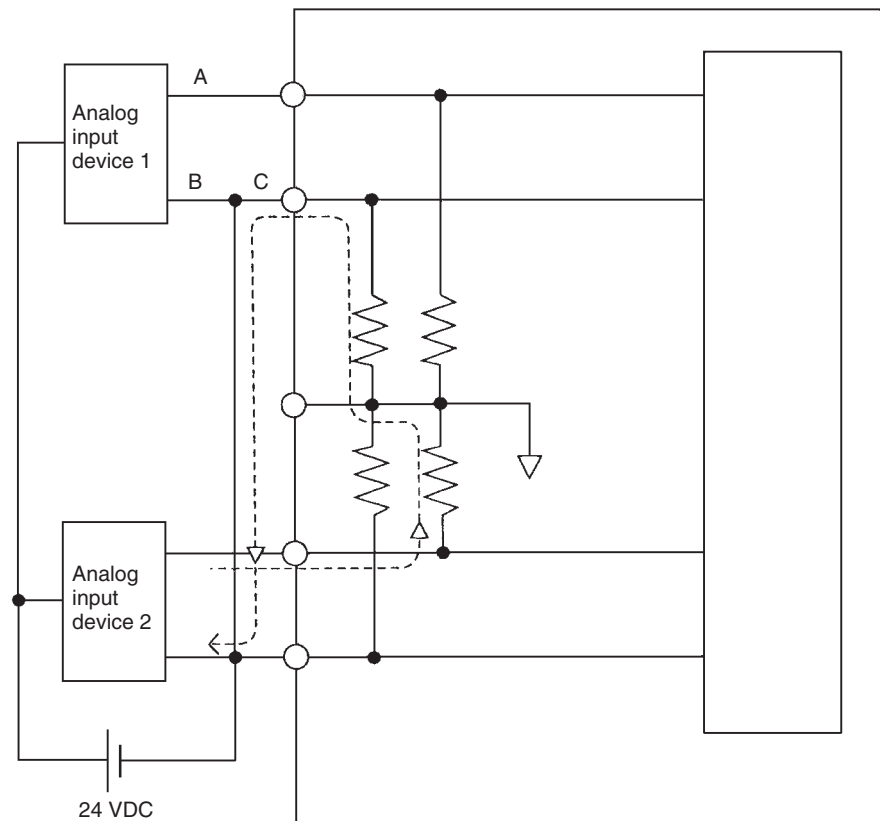 A
Analog
input
device 1
B C
Analog
input
device 2
24 VDC